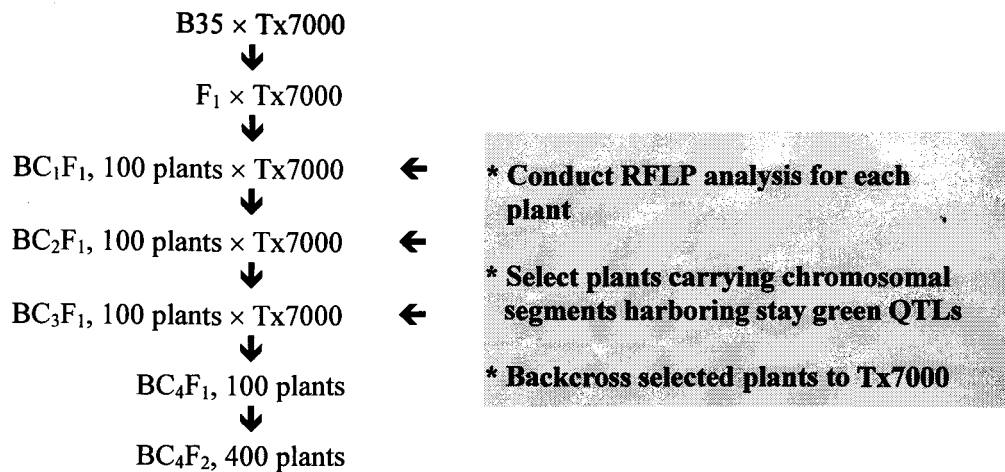 B35 × Tx7000
F₁ × Tx7000
BC₁F₁, 100 plants × Tx7000
BC₂F₁, 100 plants × Tx7000
BC₃F₁, 100 plants × Tx7000
BC₄F₁, 100 plants
BC₄F₂, 400 plants
* Conduct RFLP analysis for each
plant
* Select plants carrying chromosomal
segments harboring stay green QTLs
* Backcross selected plants to Tx7000